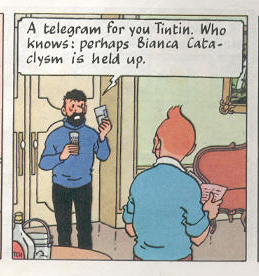 A telegram for you Tintin. Who
knows: perhaps Bianca Cata-
clysm is held up.